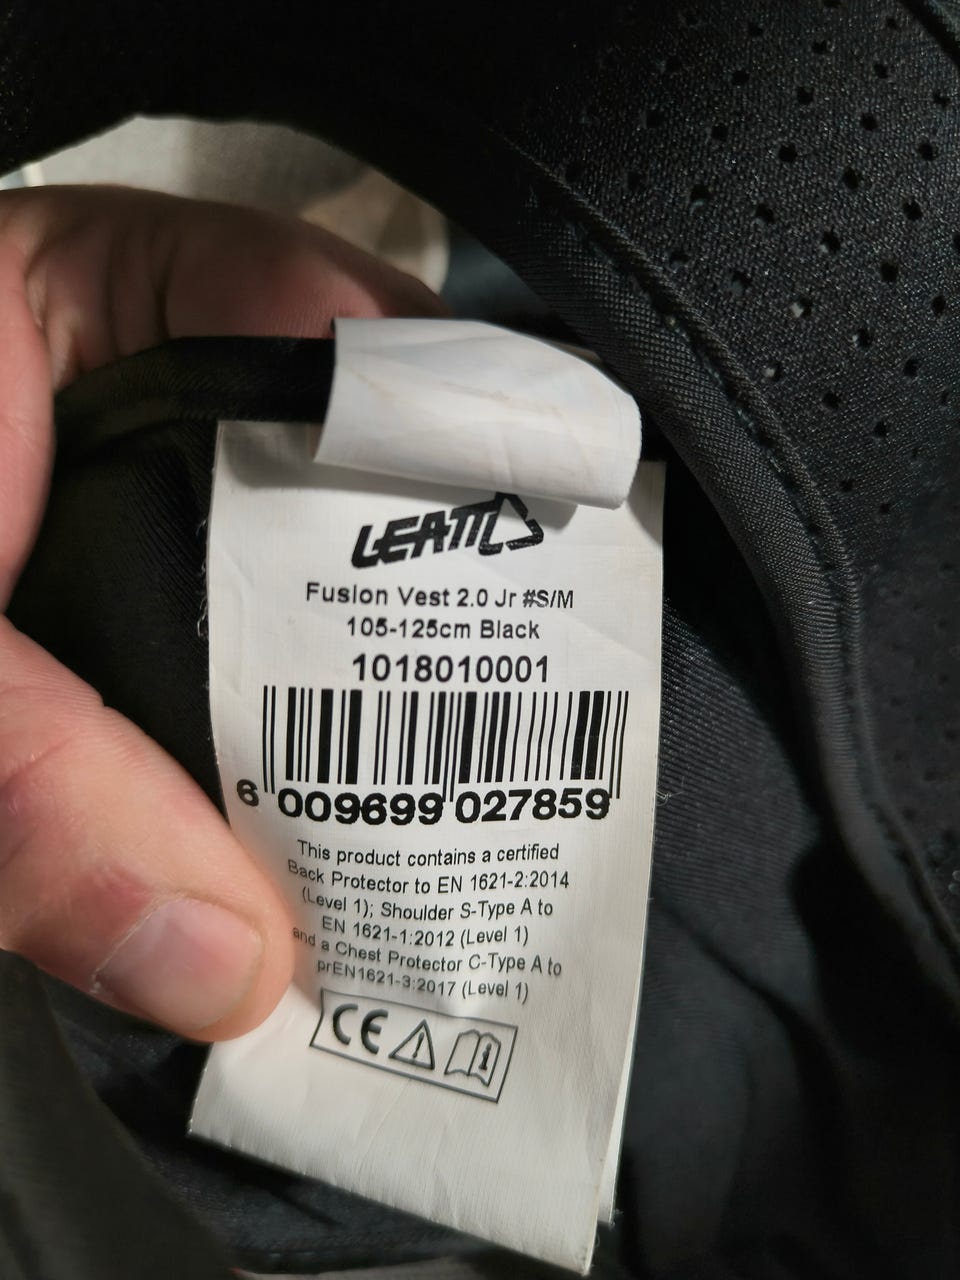 LEATT
Fusion Vest 2.0 Jr #S/M
105-125cm Black
1018010001
6 009699 027859
This product contains a certified
Back Protector to EN 1621-2:2014
(Level 1); Shoulder S-Type A to
EN 1621-1:2012 (Level 1)
and a Chest Protector C-Type A to
prEN1621-3:2017 (Level 1)
CE